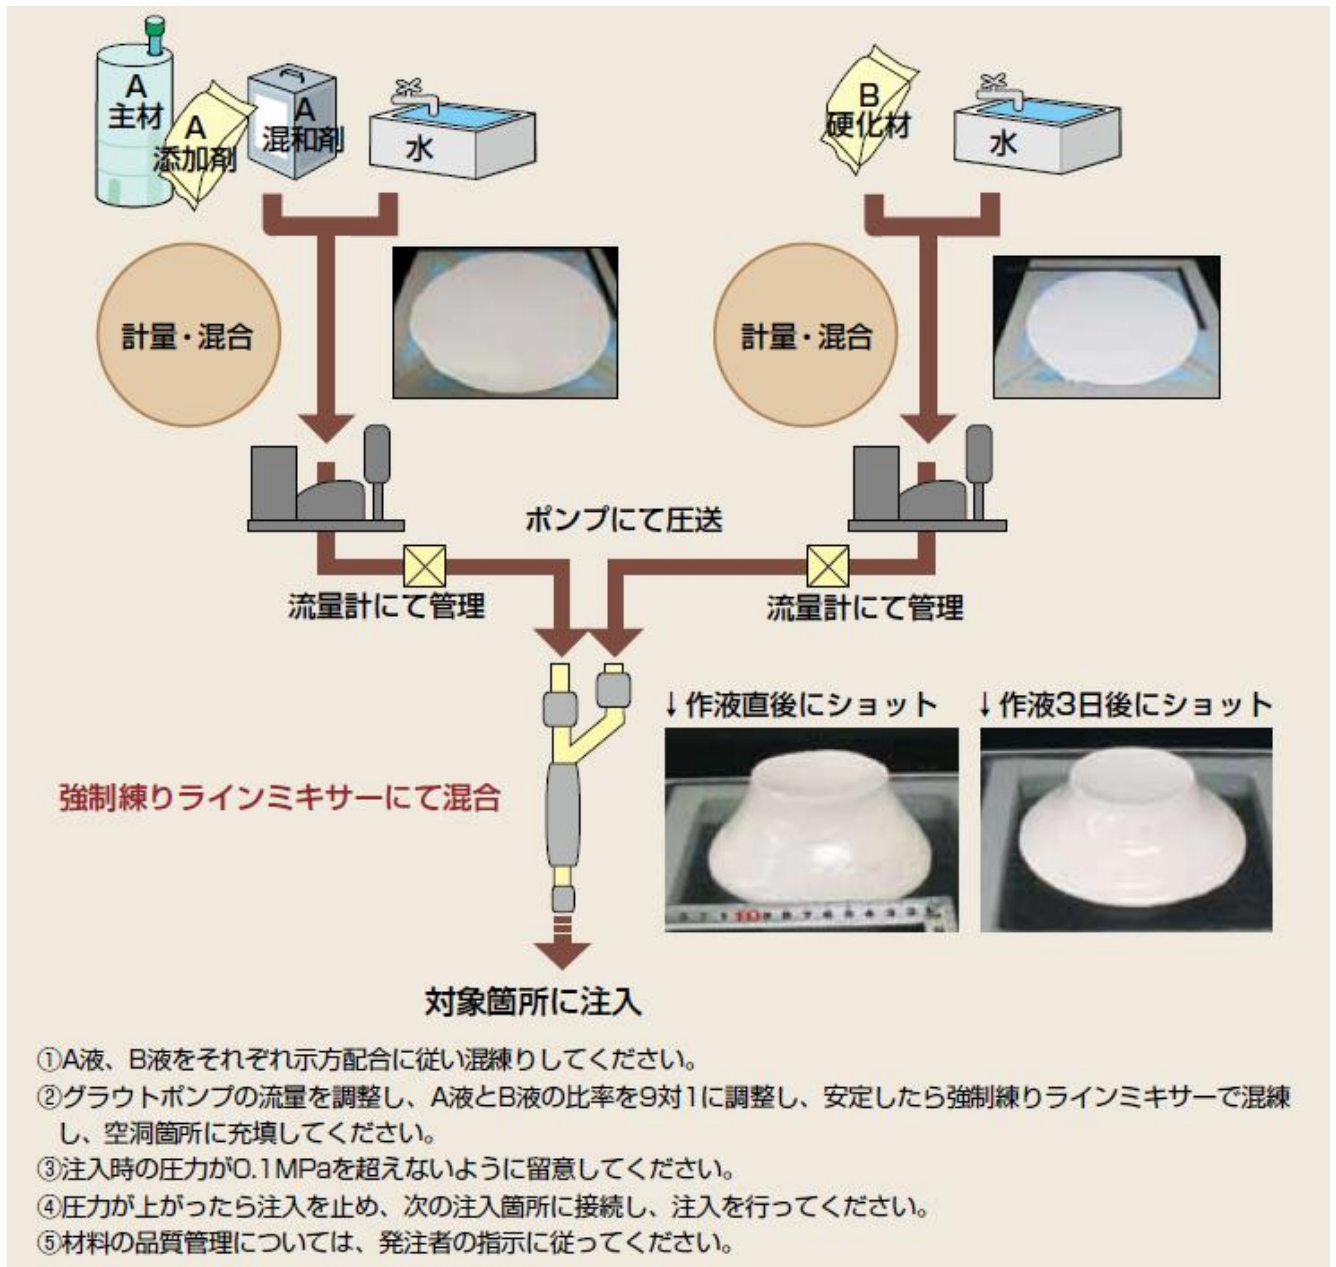 A
主材
A
添加剤
A
混和剤
水
B
硬化材
水
計量・混合
計量・混合
ポンプにて圧送
流量計にて管理
流量計にて管理
↓作液直後にショット
↓作液3日後にショット
強制練りラインミキサーにて混合
10
対象箇所に注入
①A液、B液をそれぞれ示方配合に従い混練りしてください。
②グラウトポンプの流量を調整し、A液とB液の比率を9対1に調整し、安定したら強制練りラインミキサーで混練
し、空洞箇所に充填してください。
③注入時の圧力が0.1MPaを超えないように留意してください。
④圧力が上がったら注入を止め、次の注入箇所に接続し、注入を行ってください。
⑤材料の品質管理については、発注者の指示に従ってください。